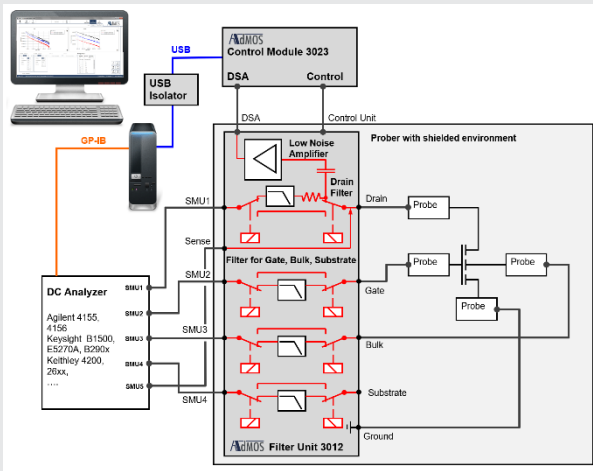 AdMOS
Control Module 3023
DSA
Control
USB
USB
Isolator
GP-IB
DSA
Control Unit
Prober with shielded environment
Low Noise
Amplifier
Drain
Filter
SMU1
Drain
Probe
Sense
Filter for Gate, Bulk, Substrate
SMU2
Probe
Probe
Gate
Probe
DC Analyzer
Agilent 4155,
4156
Keysight B1500,
E5270A, B290x
Keithley 4200,
26xx,
....
SMU1
SMU2
SMU3
SMU4
SMU5
SMU3
Bulk
SMU4
Substrate
Ground
AdMOS Filter Unit 3012